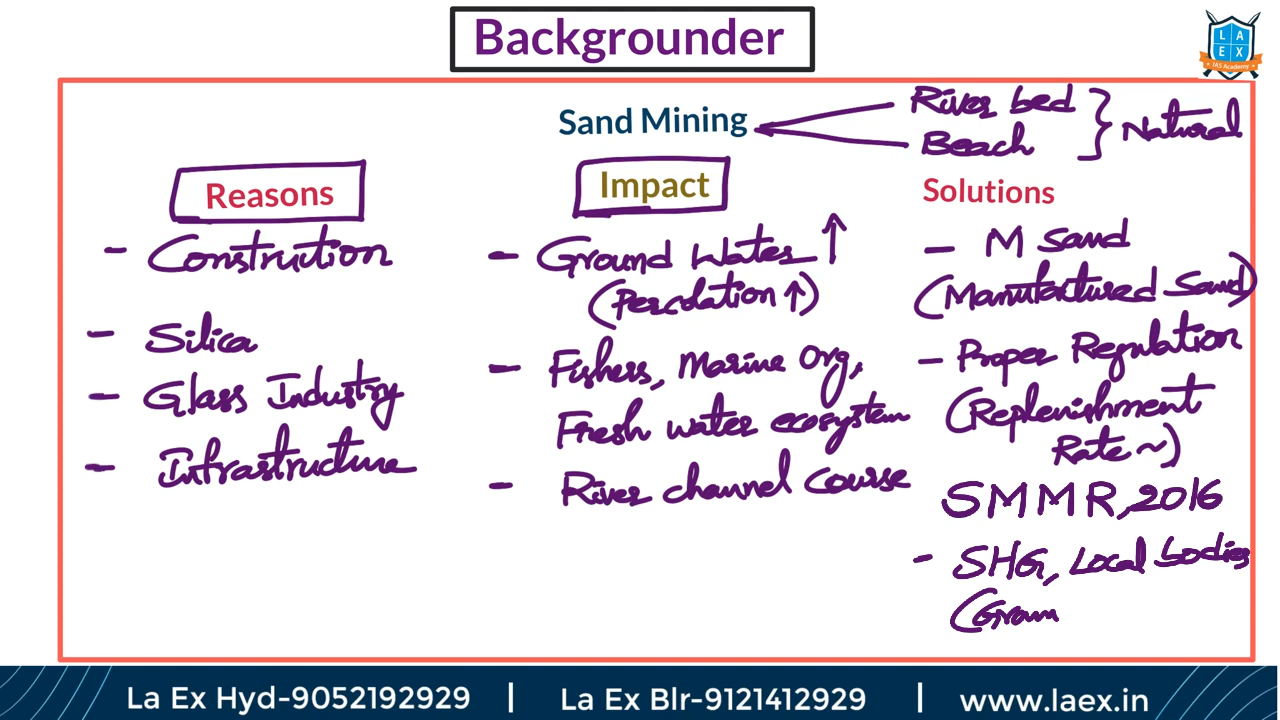 Backgrounder
LA
EX
IAS Academy
Sand Mining
River bed
Beach
Natural
Reasons
- Construction
- Silica
- Glass Industry
- Infrastructure
Impact
- Ground Water ↑
(Percolation ↑)
- Fishers, Marine Org,
Fresh water ecosystem
- River channel course
Solutions
- M Sand
(Manufactured Sand)
- Proper Regulation
(Replenishment
Rate ~)
SMMR, 2016
- SHG, Local bodies
(Gram
La Ex Hyd-9052192929 | La Ex Blr-9121412929 | www.laex.in